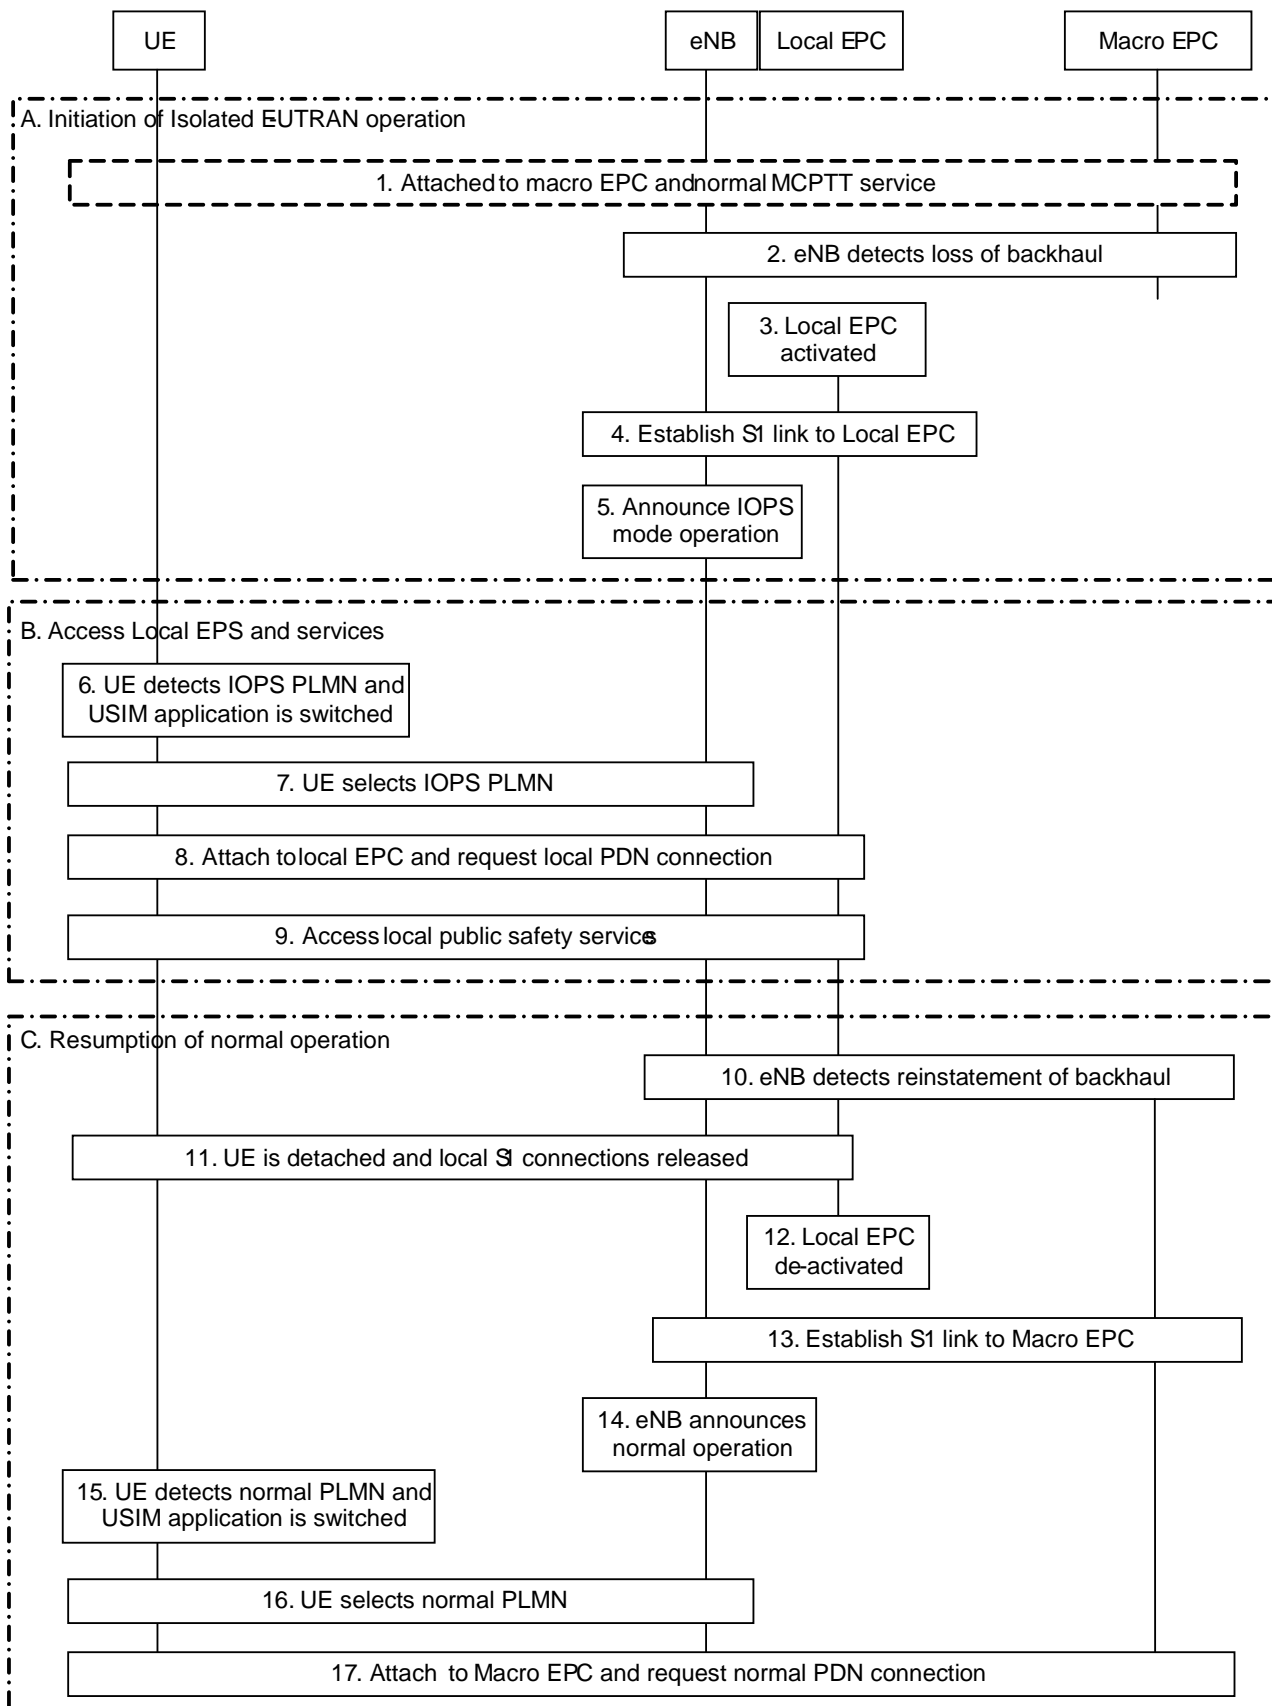 UE
eNB
Local EPC
Macro EPC
A. Initiation of Isolated E-UTRAN operation
1. Attached to macro EPC and normal MCPTT service
2. eNB detects loss of backhaul
3. Local EPC
activated
4. Establish S1 link to Local EPC
5. Announce IOPS
mode operation
B. Access Local EPS and services
6. UE detects IOPS PLMN and
USIM application is switched
7. UE selects IOPS PLMN
8. Attach to local EPC and request local PDN connection
9. Access local public safety services
C. Resumption of normal operation
10. eNB detects reinstatement of backhaul
11. UE is detached and local S1 connections released
12. Local EPC
de-activated
13. Establish S1 link to Macro EPC
14. eNB announces
normal operation
15. UE detects normal PLMN and
USIM application is switched
16. UE selects normal PLMN
17. Attach to Macro EPC and request normal PDN connection